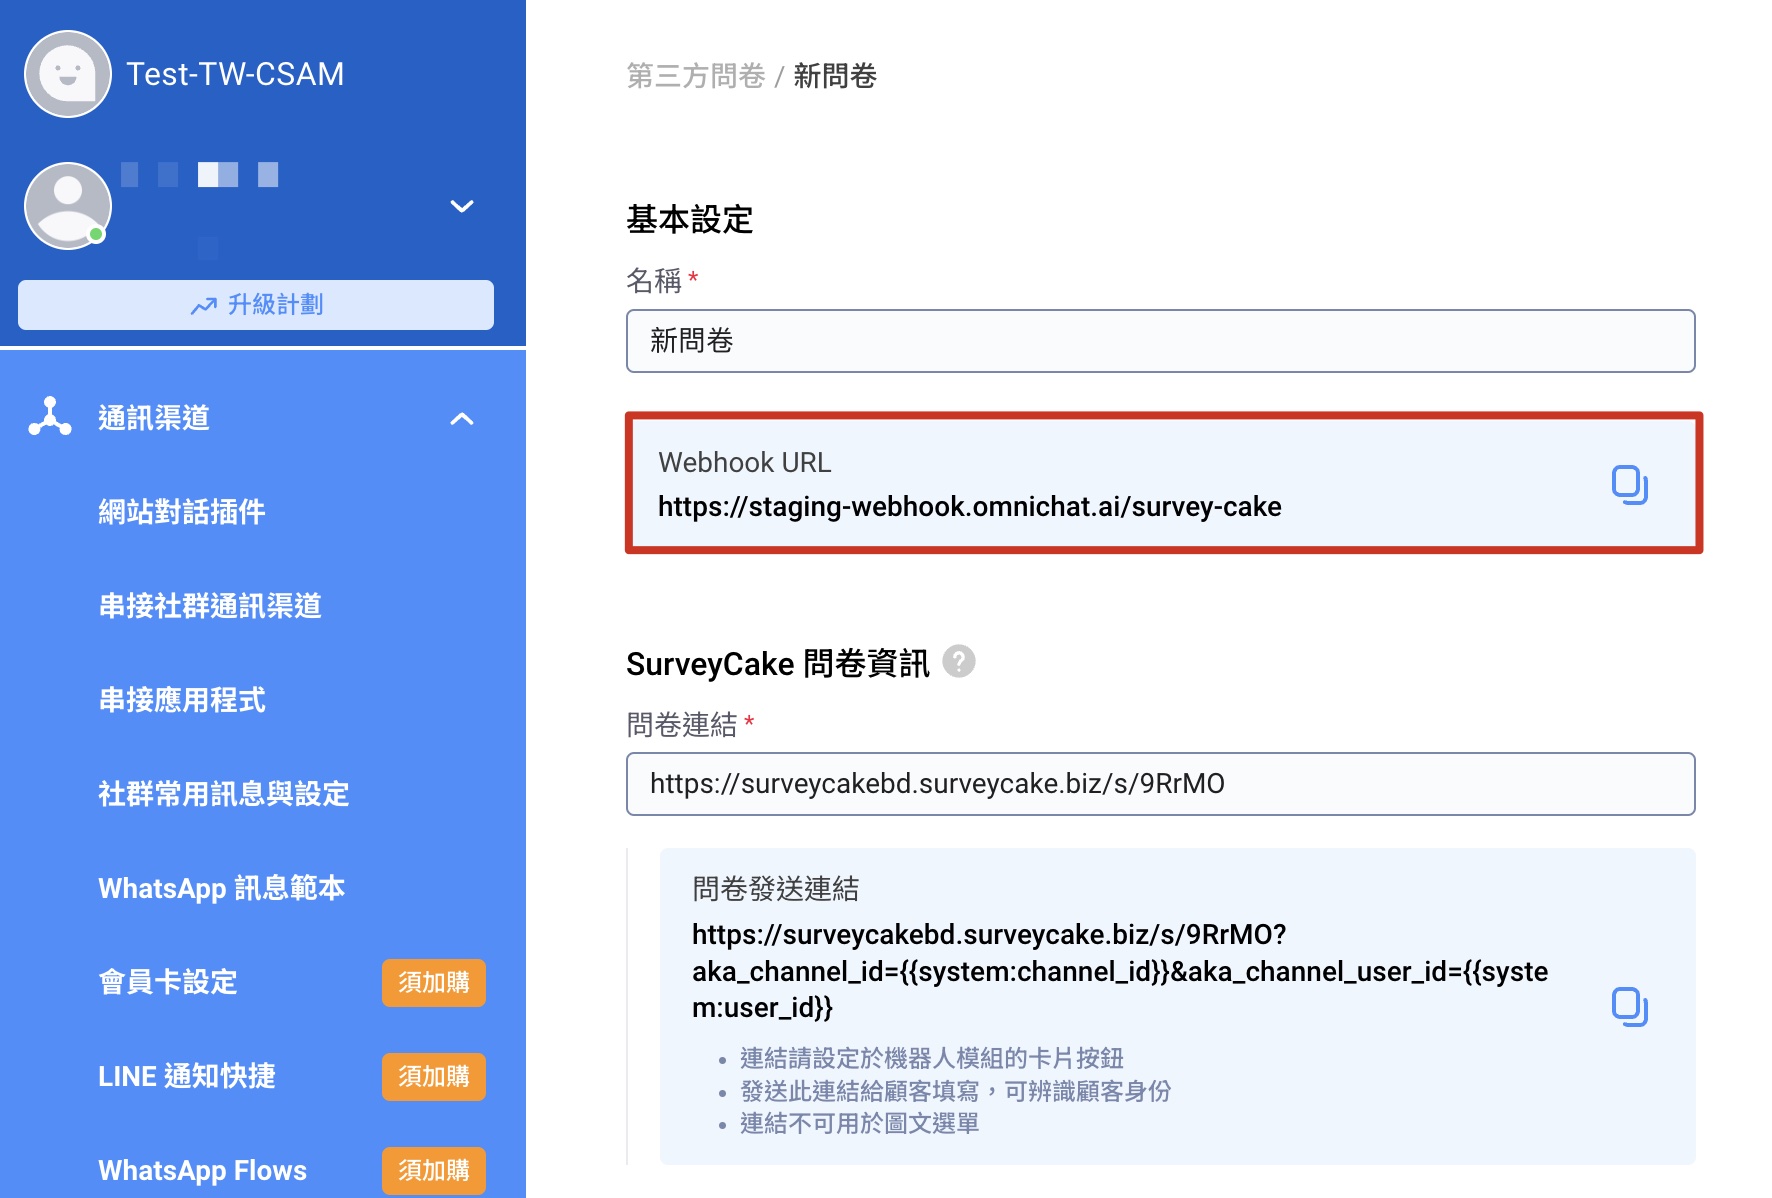 Test-TW-CSAM
升級計劃
通訊渠道
網站對話插件
串接社群通訊渠道
串接應用程式
社群常用訊息與設定
WhatsApp 訊息範本
會員卡設定 須加購
LINE 通知快捷 須加購
WhatsApp Flows 須加購
第三方問卷 / 新問卷
基本設定
名稱 *
新問卷
Webhook URL
https://staging-webhook.omnichat.ai/survey-cake
SurveyCake 問卷資訊 ?
問卷連結 *
https://surveycakebd.surveycake.biz/s/9RrMO
問卷發送連結
https://surveycakebd.surveycake.biz/s/9RrMO?
aka_channel_id={{system:channel_id}}&aka_channel_user_id={{syste
m:user_id}}
• 連結請設定於機器人模組的卡片按鈕
• 發送此連結給顧客填寫，可辨識顧客身份
• 連結不可用於圖文選單